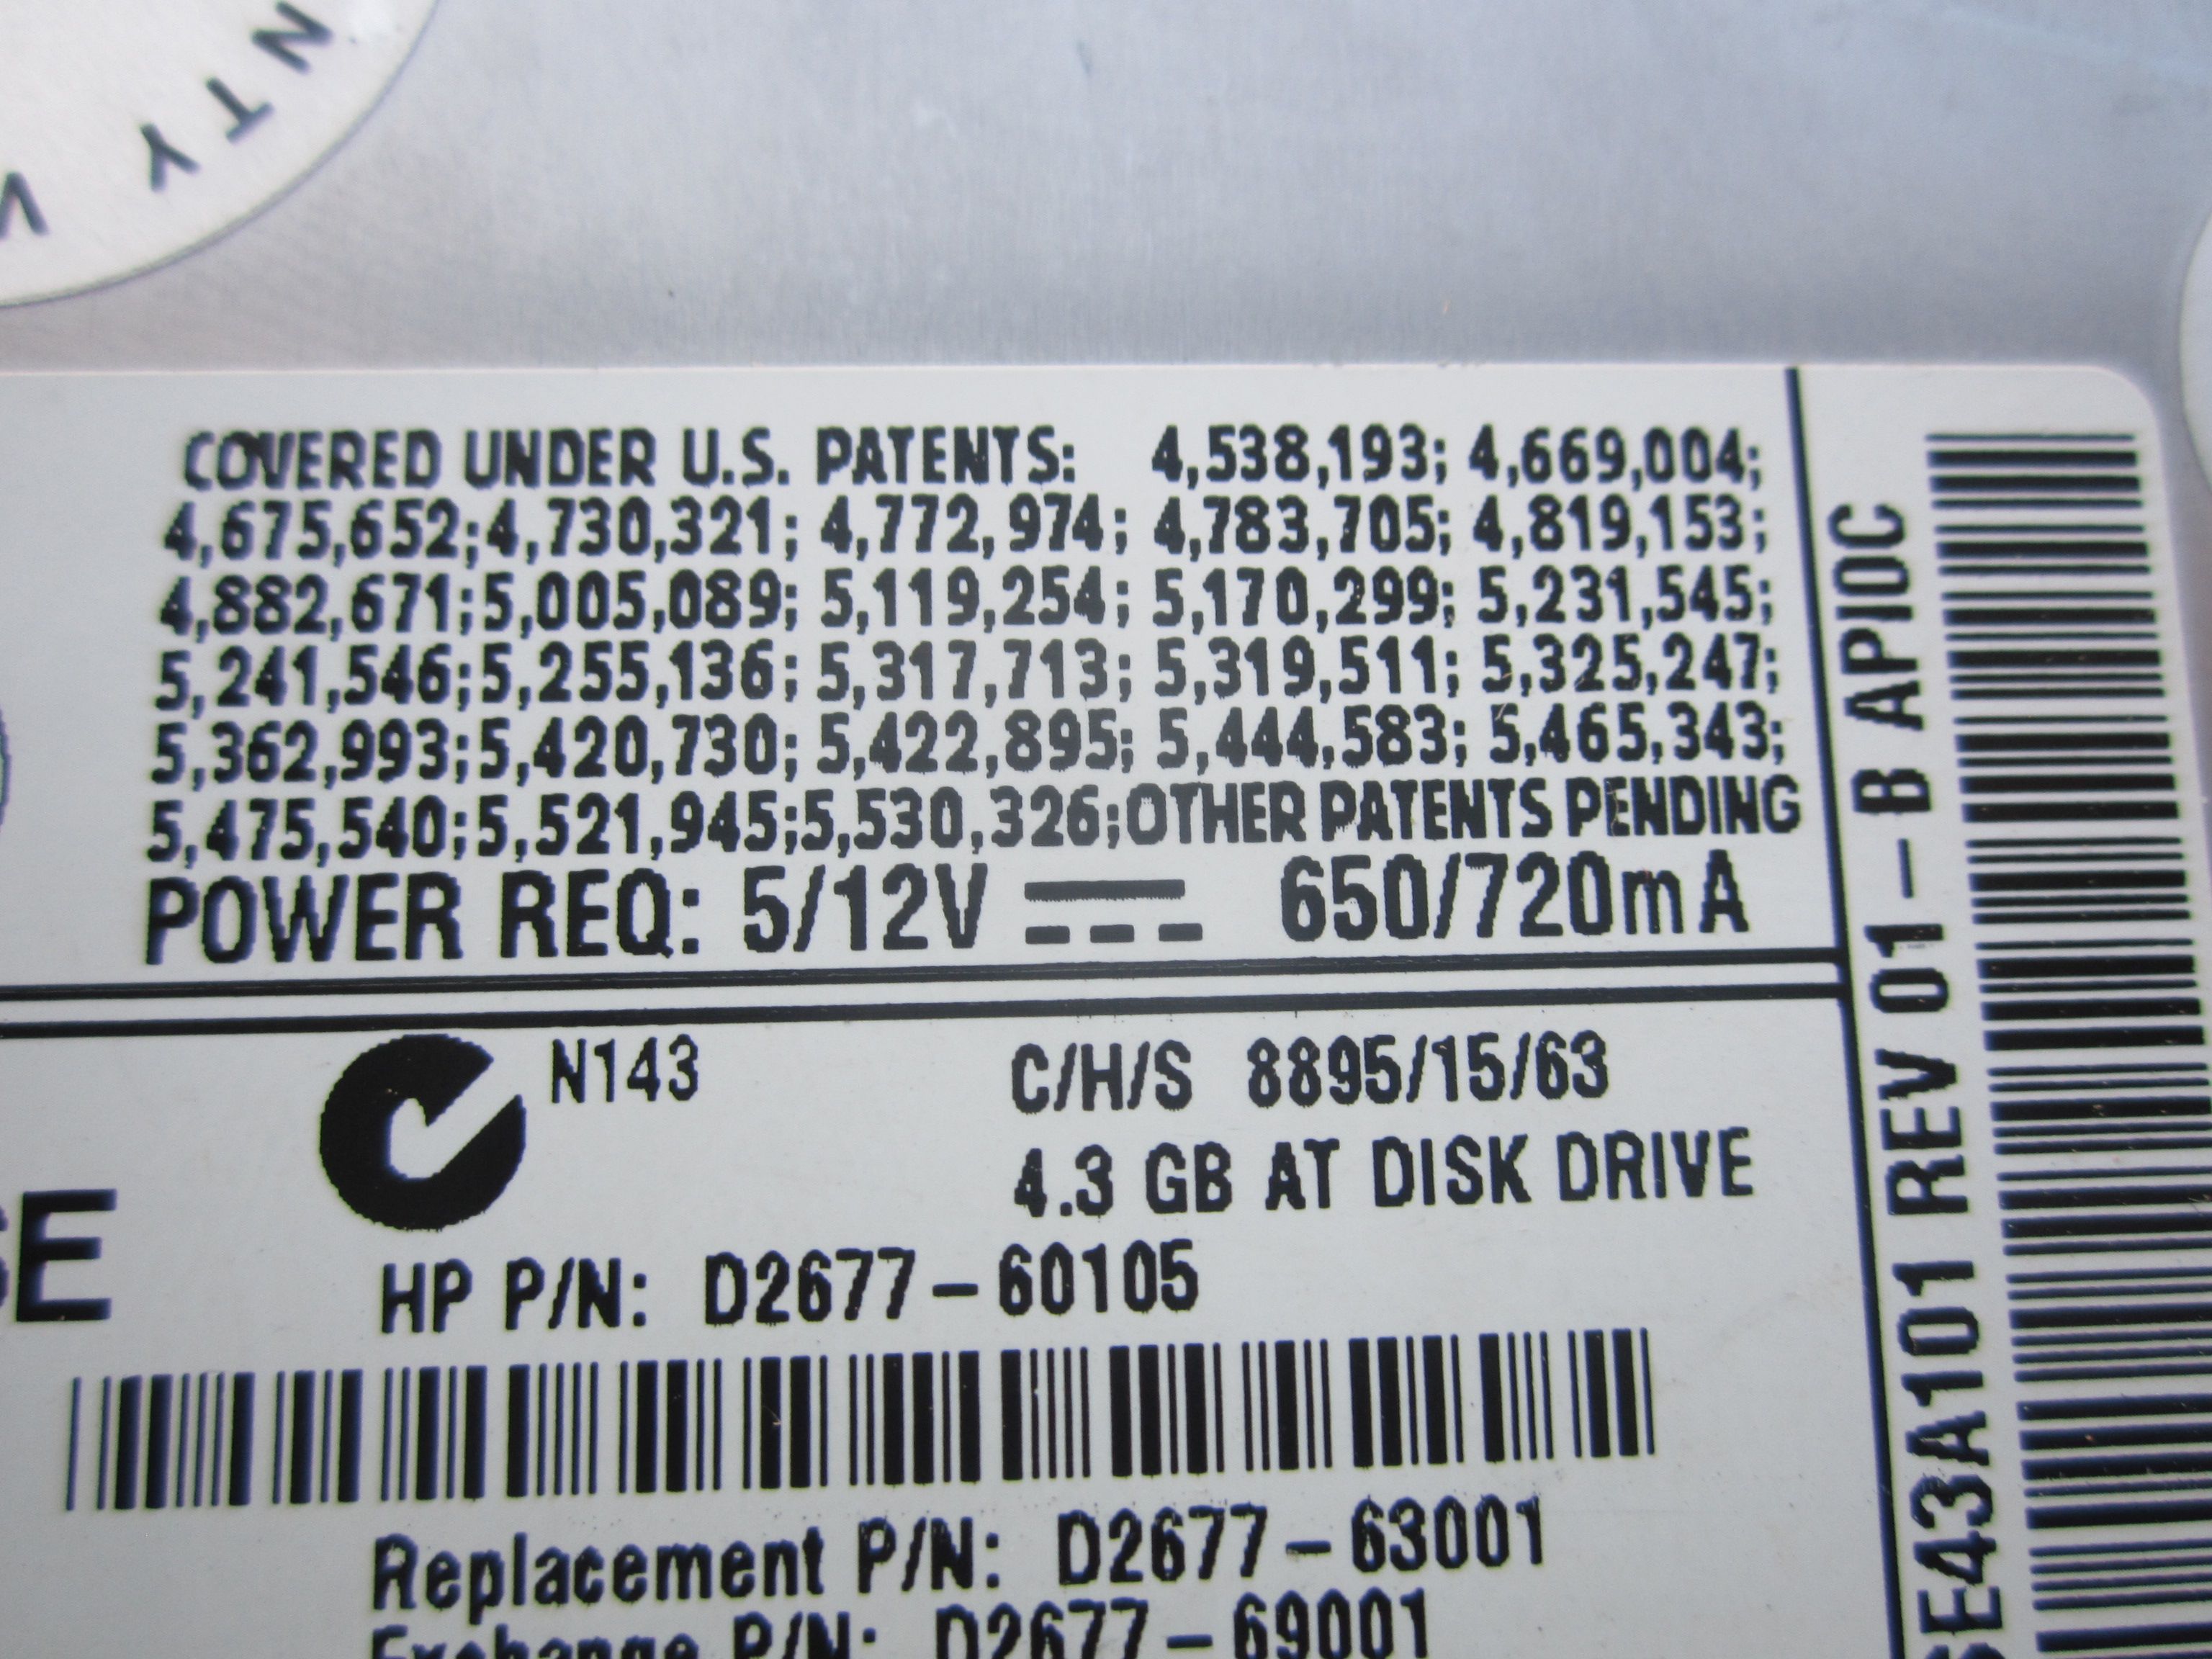 NTY V
COVERED UNDER U.S. PATENTS: 4,538,193; 4,669,004;
4,675,652;4,730,321; 4,772,974; 4,783,705; 4,819,153;
4,882,671;5,005,089; 5,119,254; 5,170,299; 5,231,545;
5,241,546;5,255,136; 5,317,713; 5,319,511; 5,325,247;
5,362,993;5,420,730; 5,422,895; 5,444,583; 5,465,343;
5,475,540;5,521,945;5,530,326;OTHER PATENTS PENDING
POWER REQ: 5/12V 650/720mA
N143
C/H/S 8895/15/63
4.3 GB AT DISK DRIVE
SE
HP P/N: D2677-60105
Replacement P/N: D2677-63001
Exchange P/N: D2677-69001
SE43A101 REV 01-B APIOC